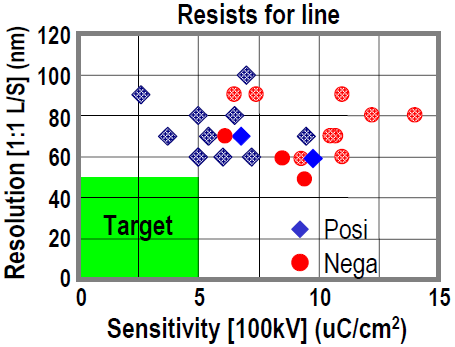 Resists for line
Resolution [1:1 L/S] (nm)
120
100
80
60
40
20
0
Target
Posi
Nega
0 5 10 15
Sensitivity [100kV] (uC/cm²)